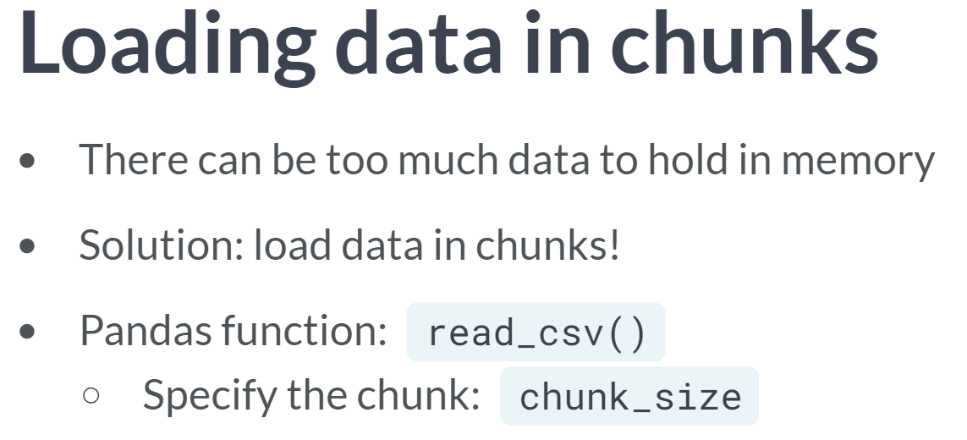 Loading data in chunks
• There can be too much data to hold in memory
• Solution: load data in chunks!
• Pandas function: read_csv()
○ Specify the chunk: chunk_size